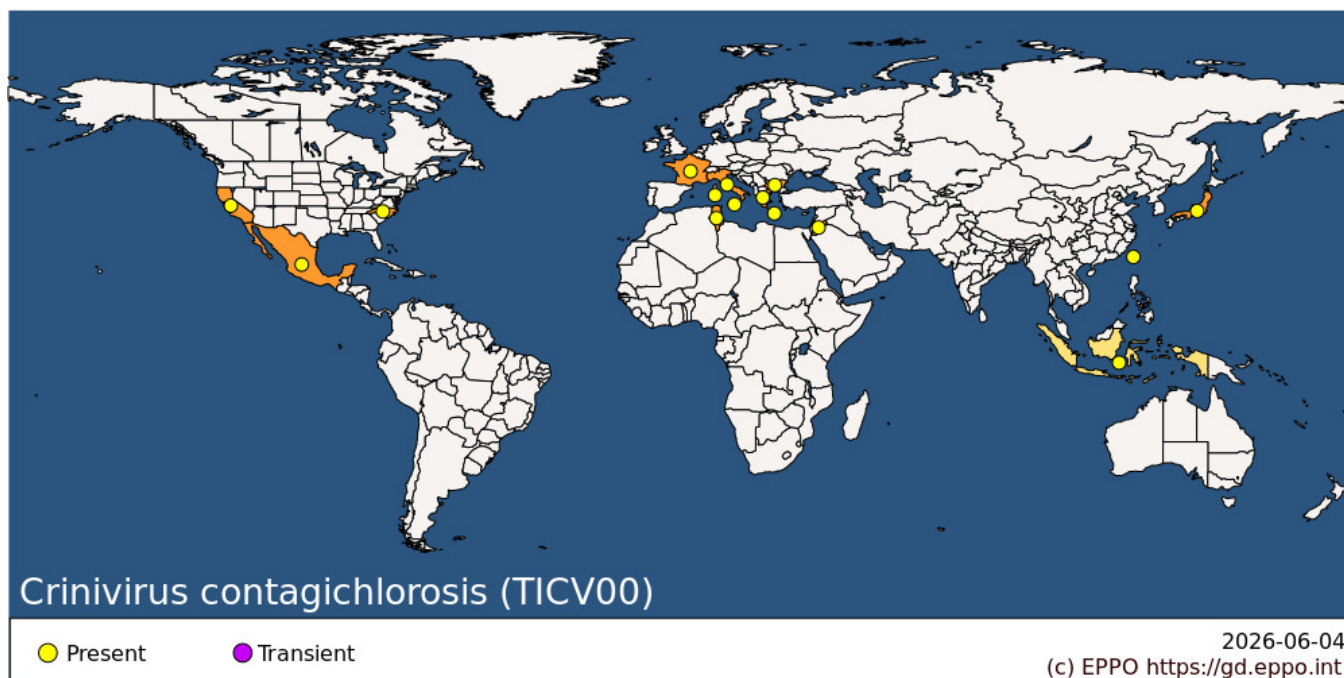 Crinivirus contagichlorosis (TICV00)
Present
Transient
2026-06-04
(c) EPPO https://gd.eppo.int